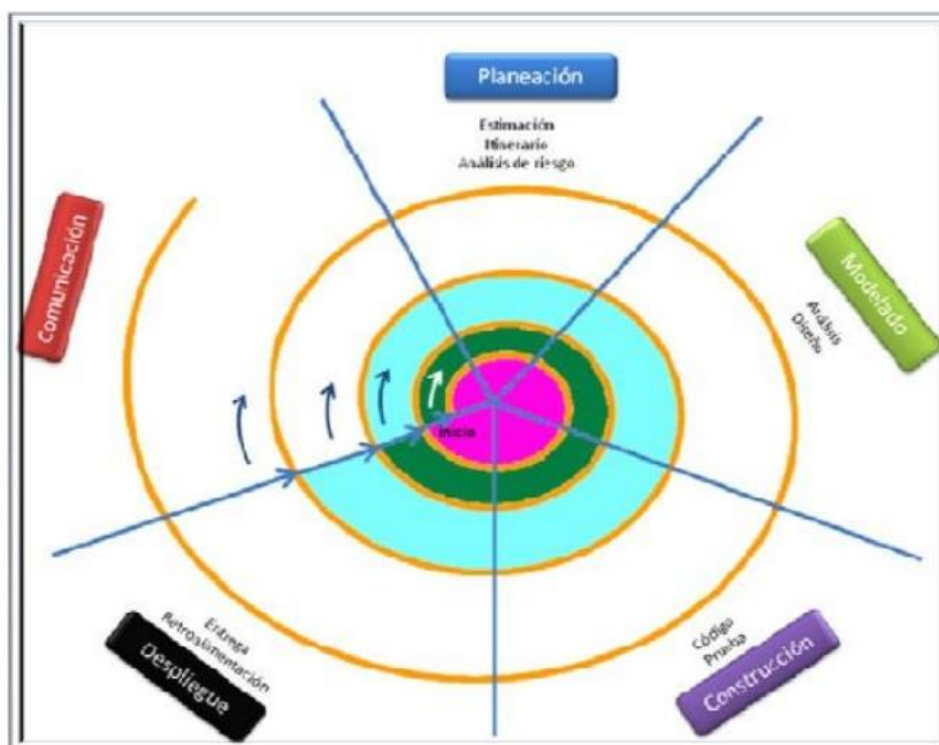 Planeación
Estimación
Itinerario
Análisis de riesgo
Comunicación
Modelado
Análisis
Diseño
Inicio
Entrega
Retroalimentación
Despliegue
Código
Prueba
Construcción